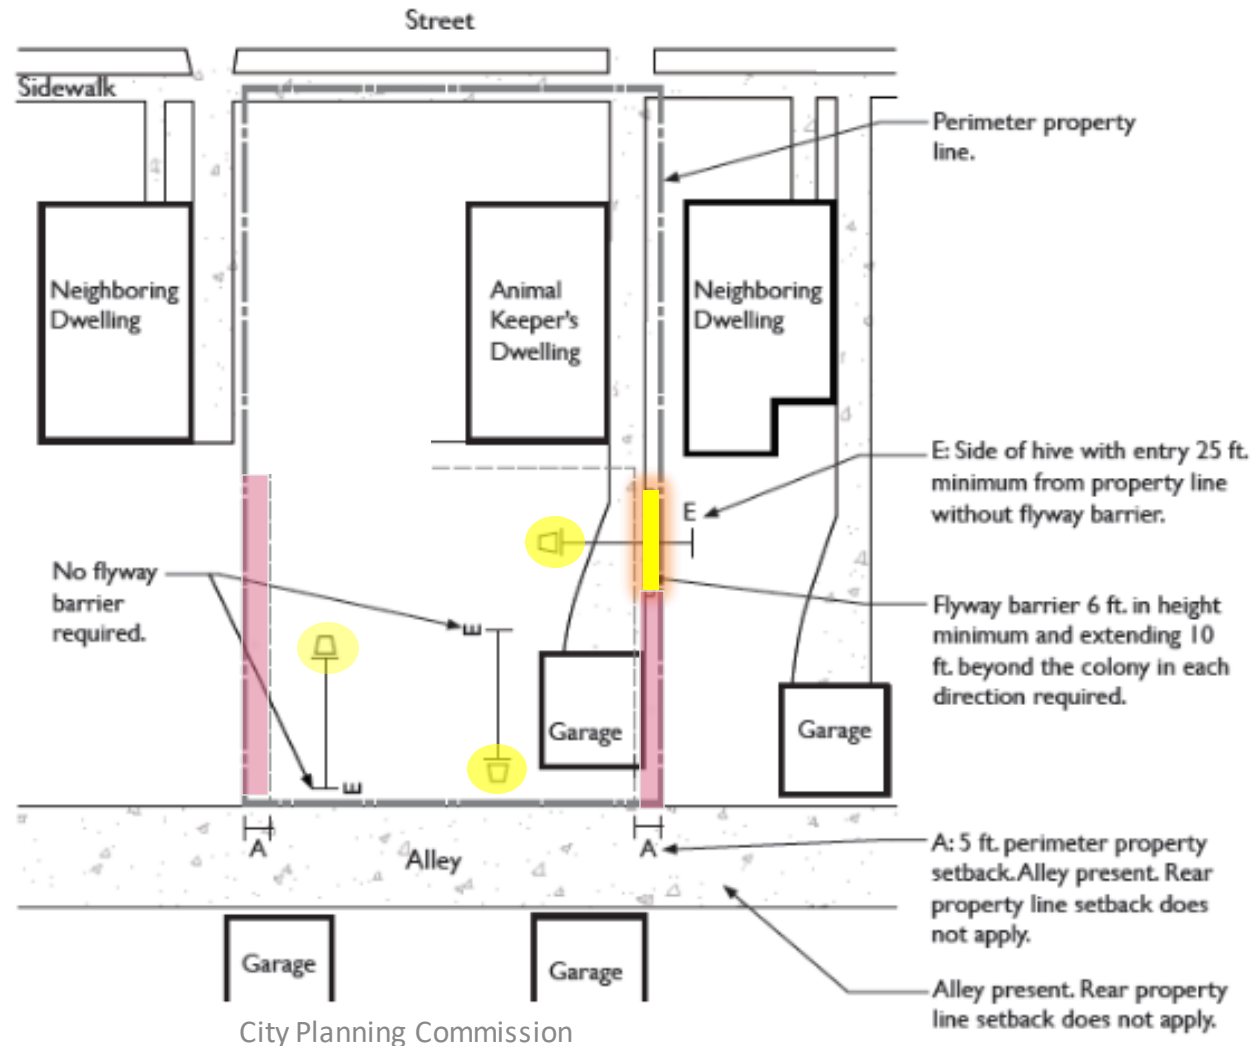 Street
Sidewalk
Perimeter property
line.
Neighboring
Dwelling
Animal
Keeper's
Dwelling
Neighboring
Dwelling
E: Side of hive with entry 25 ft.
minimum from property line
without flyway barrier.
E
No flyway
barrier
required.
Flyway barrier 6 ft. in height
minimum and extending 10
ft. beyond the colony in each
direction required.
E
Garage
Garage
E
A
A
Alley
A: 5 ft. perimeter property
setback. Alley present. Rear
property line setback does
not apply.
Garage
Garage
Alley present. Rear property
line setback does not apply.
City Planning Commission